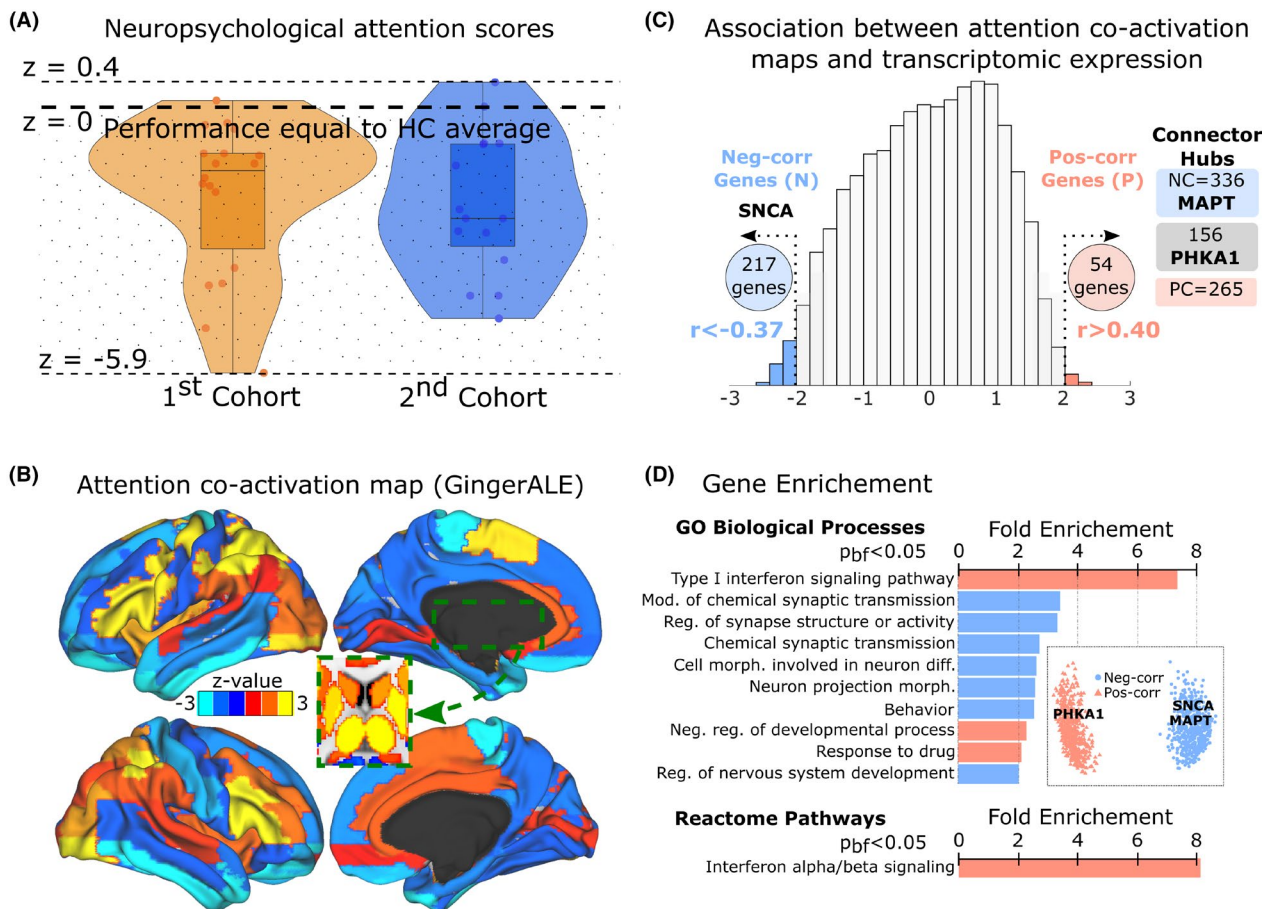 (A)
Neuropsychological attention scores
z = 0.4
z = 0
Performance equal to HC average
z = -5.9
1st Cohort
2nd Cohort
(B)
Attention co-activation map (GingerALE)
z-value
-3
3
(C)
Association between attention co-activation
maps and transcriptomic expression
Neg-corr
Genes (N)
SNCA
217
genes
r<-0.37
Pos-corr
Genes (P)
54
genes
r>0.40
Connector
Hubs
NC=336
MAPT
156
PHKA1
PC=265
-3 -2 -1 0 1 2 3
(D)
Gene Enrichement
GO Biological Processes
pbf<0.05
Fold Enrichement
0 2 4 6 8
Type I interferon signaling pathway
Mod. of chemical synaptic transmission
Reg. of synapse structure or activity
Chemical synaptic transmission
Cell morph. involved in neuron diff.
Neuron projection morph.
Behavior
Neg. reg. of developmental process
Response to drug
Reg. of nervous system development
Neg-corr
Pos-corr
PHKA1
SNCA
MAPT
Reactome Pathways
pbf<0.05
Fold Enrichement
0 2 4 6 8
Interferon alpha/beta signaling